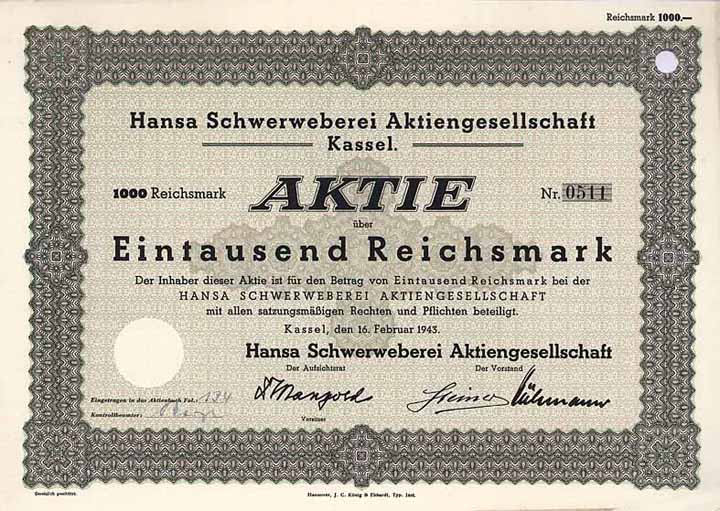 Reichsmark 1000.—
Hansa Schwerweberei Aktiengesellschaft
Kassel.
1000 Reichsmark AKTIE Nr. 0511
über
Eintausend Reichsmark
Der Inhaber dieser Aktie ist für den Betrag von Eintausend Reichsmark bei der
HANSA SCHWERWEBEREI AKTIENGESELLSCHAFT
mit allen satzungsmäßigen Rechten und Pflichten beteiligt.
Kassel, den 16. Februar 1943.
Hansa Schwerweberei Aktiengesellschaft
Der Aufsichtsrat Der Vorstand
Eingetragen in das Aktienbuch Fol.: 184
Kontrollbeamter:
Mangold
Vorsitzer
Gesetzlich geschützt.
Hannover, J. C. König & Ebhardt, Typ. Inst.